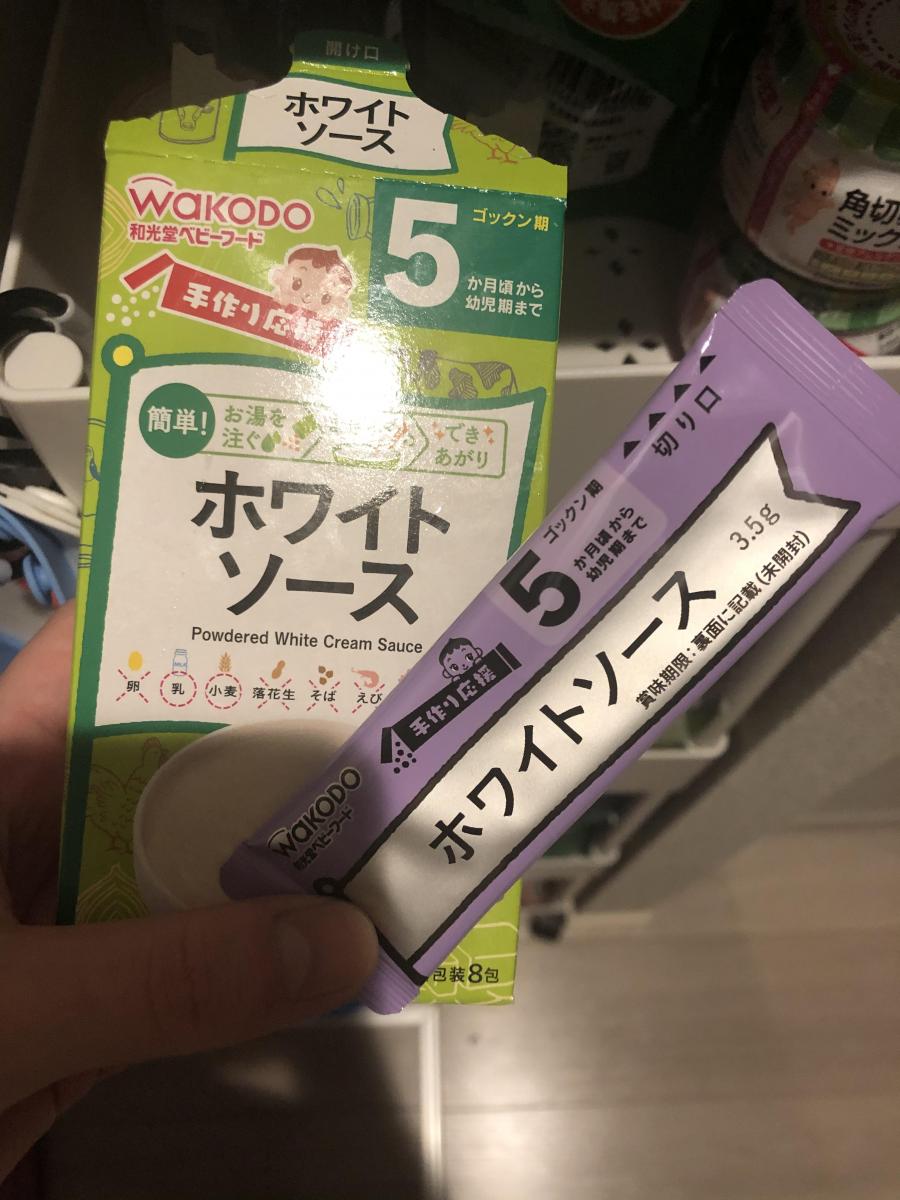 開け口
ホワイト
ソース
WAKODO
和光堂ベビーフード
手作り応援
5
ゴックン期
か月頃から
幼児期まで
簡単!
お湯を
注ぐ
でき
あがり
ホワイト
ソース
Powdered White Cream Sauce
卵
乳
MILK
小麦
落花生
そば
えび
包装8包
切り口
5
ゴックン期
か月頃から
幼児期まで
手作り応援
ホワイトソース
3.5g
賞味期限:裏面に記載(未開封)
WAKODO
和光堂ベビーフード
角切
ミック